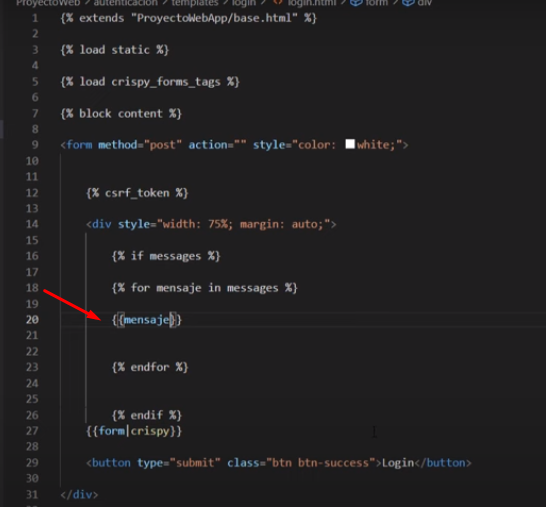 ProyectoWeb > autenticacion > templates > login > login.html > form > div
1 {% extends "ProyectoWebApp/base.html" %}
2
3 {% load static %}
4
5 {% load crispy_forms_tags %}
6
7 {% block content %}
8
9 <form method="post" action="" style="color: white;">
10
11
12 {% csrf_token %}
13
14 <div style="width: 75%; margin: auto;">
15
16 {% if messages %}
17
18 {% for mensaje in messages %}
19
20 {{mensaje}}
21
22
23 {% endfor %}
24
25
26 {% endif %}
27 {{form|crispy}}
28
29 <button type="submit" class="btn btn-success">Login</button>
30
31 </div>